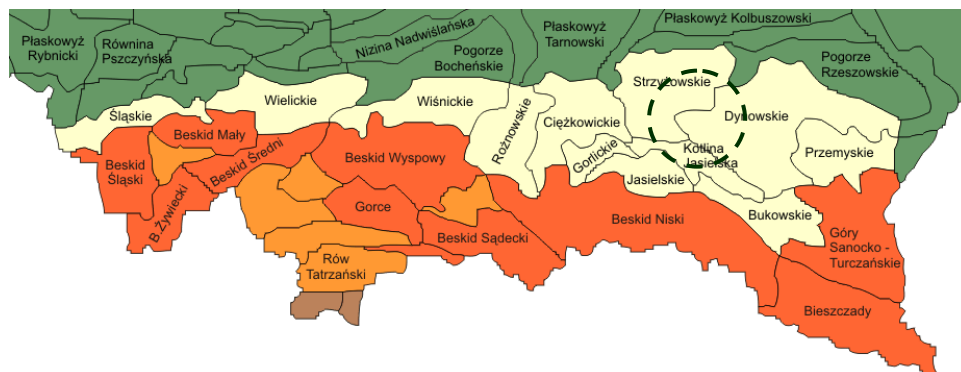 Płaskowyż
Rybnicki
Równina
Pszczyńska
Nizina Nadwiślańska
Pogorze
Bocheńskie
Płaskowyż
Tarnowski
Płaskowyż Kolbuszowski
Pogorze
Rzeszowskie
Śląskie
Wielickie
Wiśnickie
Rożnowskie
Ciężkowickie
Strzyżowskie
Dynowskie
Przemyskie
Gorlickie
Kotlina
Jasielska
Jasielskie
Bukowskie
Beskid Mały
Beskid
Śląski
B.Żywiecki
Beskid Średni
Beskid Wyspowy
Gorce
Beskid Sądecki
Beskid Niski
Góry
Sanocko -
Turczańskie
Rów
Tatrzański
Bieszczady